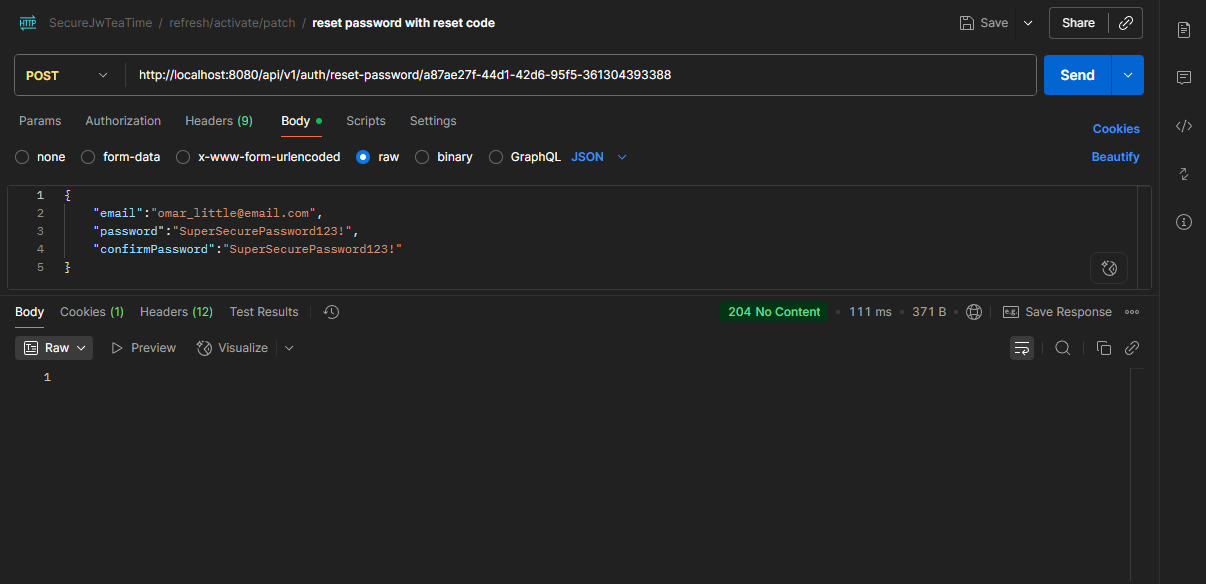 HTTP SecureJwTeaTime / refresh/activate/patch / reset password with reset code Save Share
POST http://localhost:8080/api/v1/auth/reset-password/a87ae27f-44d1-42d6-95f5-361304393388 Send
Params Authorization Headers (9) Body Scripts Settings Cookies
none form-data x-www-form-urlencoded raw binary GraphQL JSON Beautify
1 {
2 "email":"omar_little@email.com",
3 "password":"SuperSecurePassword123!",
4 "confirmPassword":"SuperSecurePassword123!"
5 }
Body Cookies (1) Headers (12) Test Results 204 No Content • 111 ms • 371 B • e.g. Save Response
Raw Preview Visualize
1